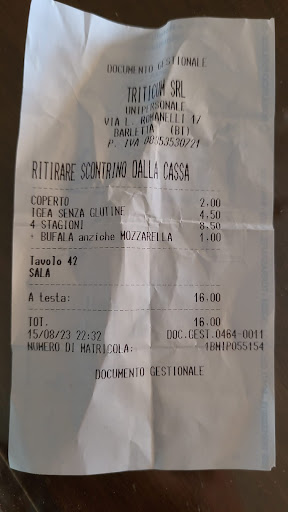 DOCUMENTO GESTIONALE
TRITICUM SRL
UNIPERSONALE
VIA L. ROMANELLI 1/
BARLETTA (BT)
P. IVA 08553530721
RITIRARE SCONTRINO DALLA CASSA
COPERTO 2.00
IGEA SENZA GLUTINE 4.50
4 STAGIONI 8.50
+ BUFALA anziche MOZZARELLA 1.00
Tavolo 42
SALA
A testa: 16.00
TOT. 16.00
15/08/23 22:32 DOC.GEST.0464-0011
NUMERO DI MATRICOLA: 1BNIP055154
DOCUMENTO GESTIONALE